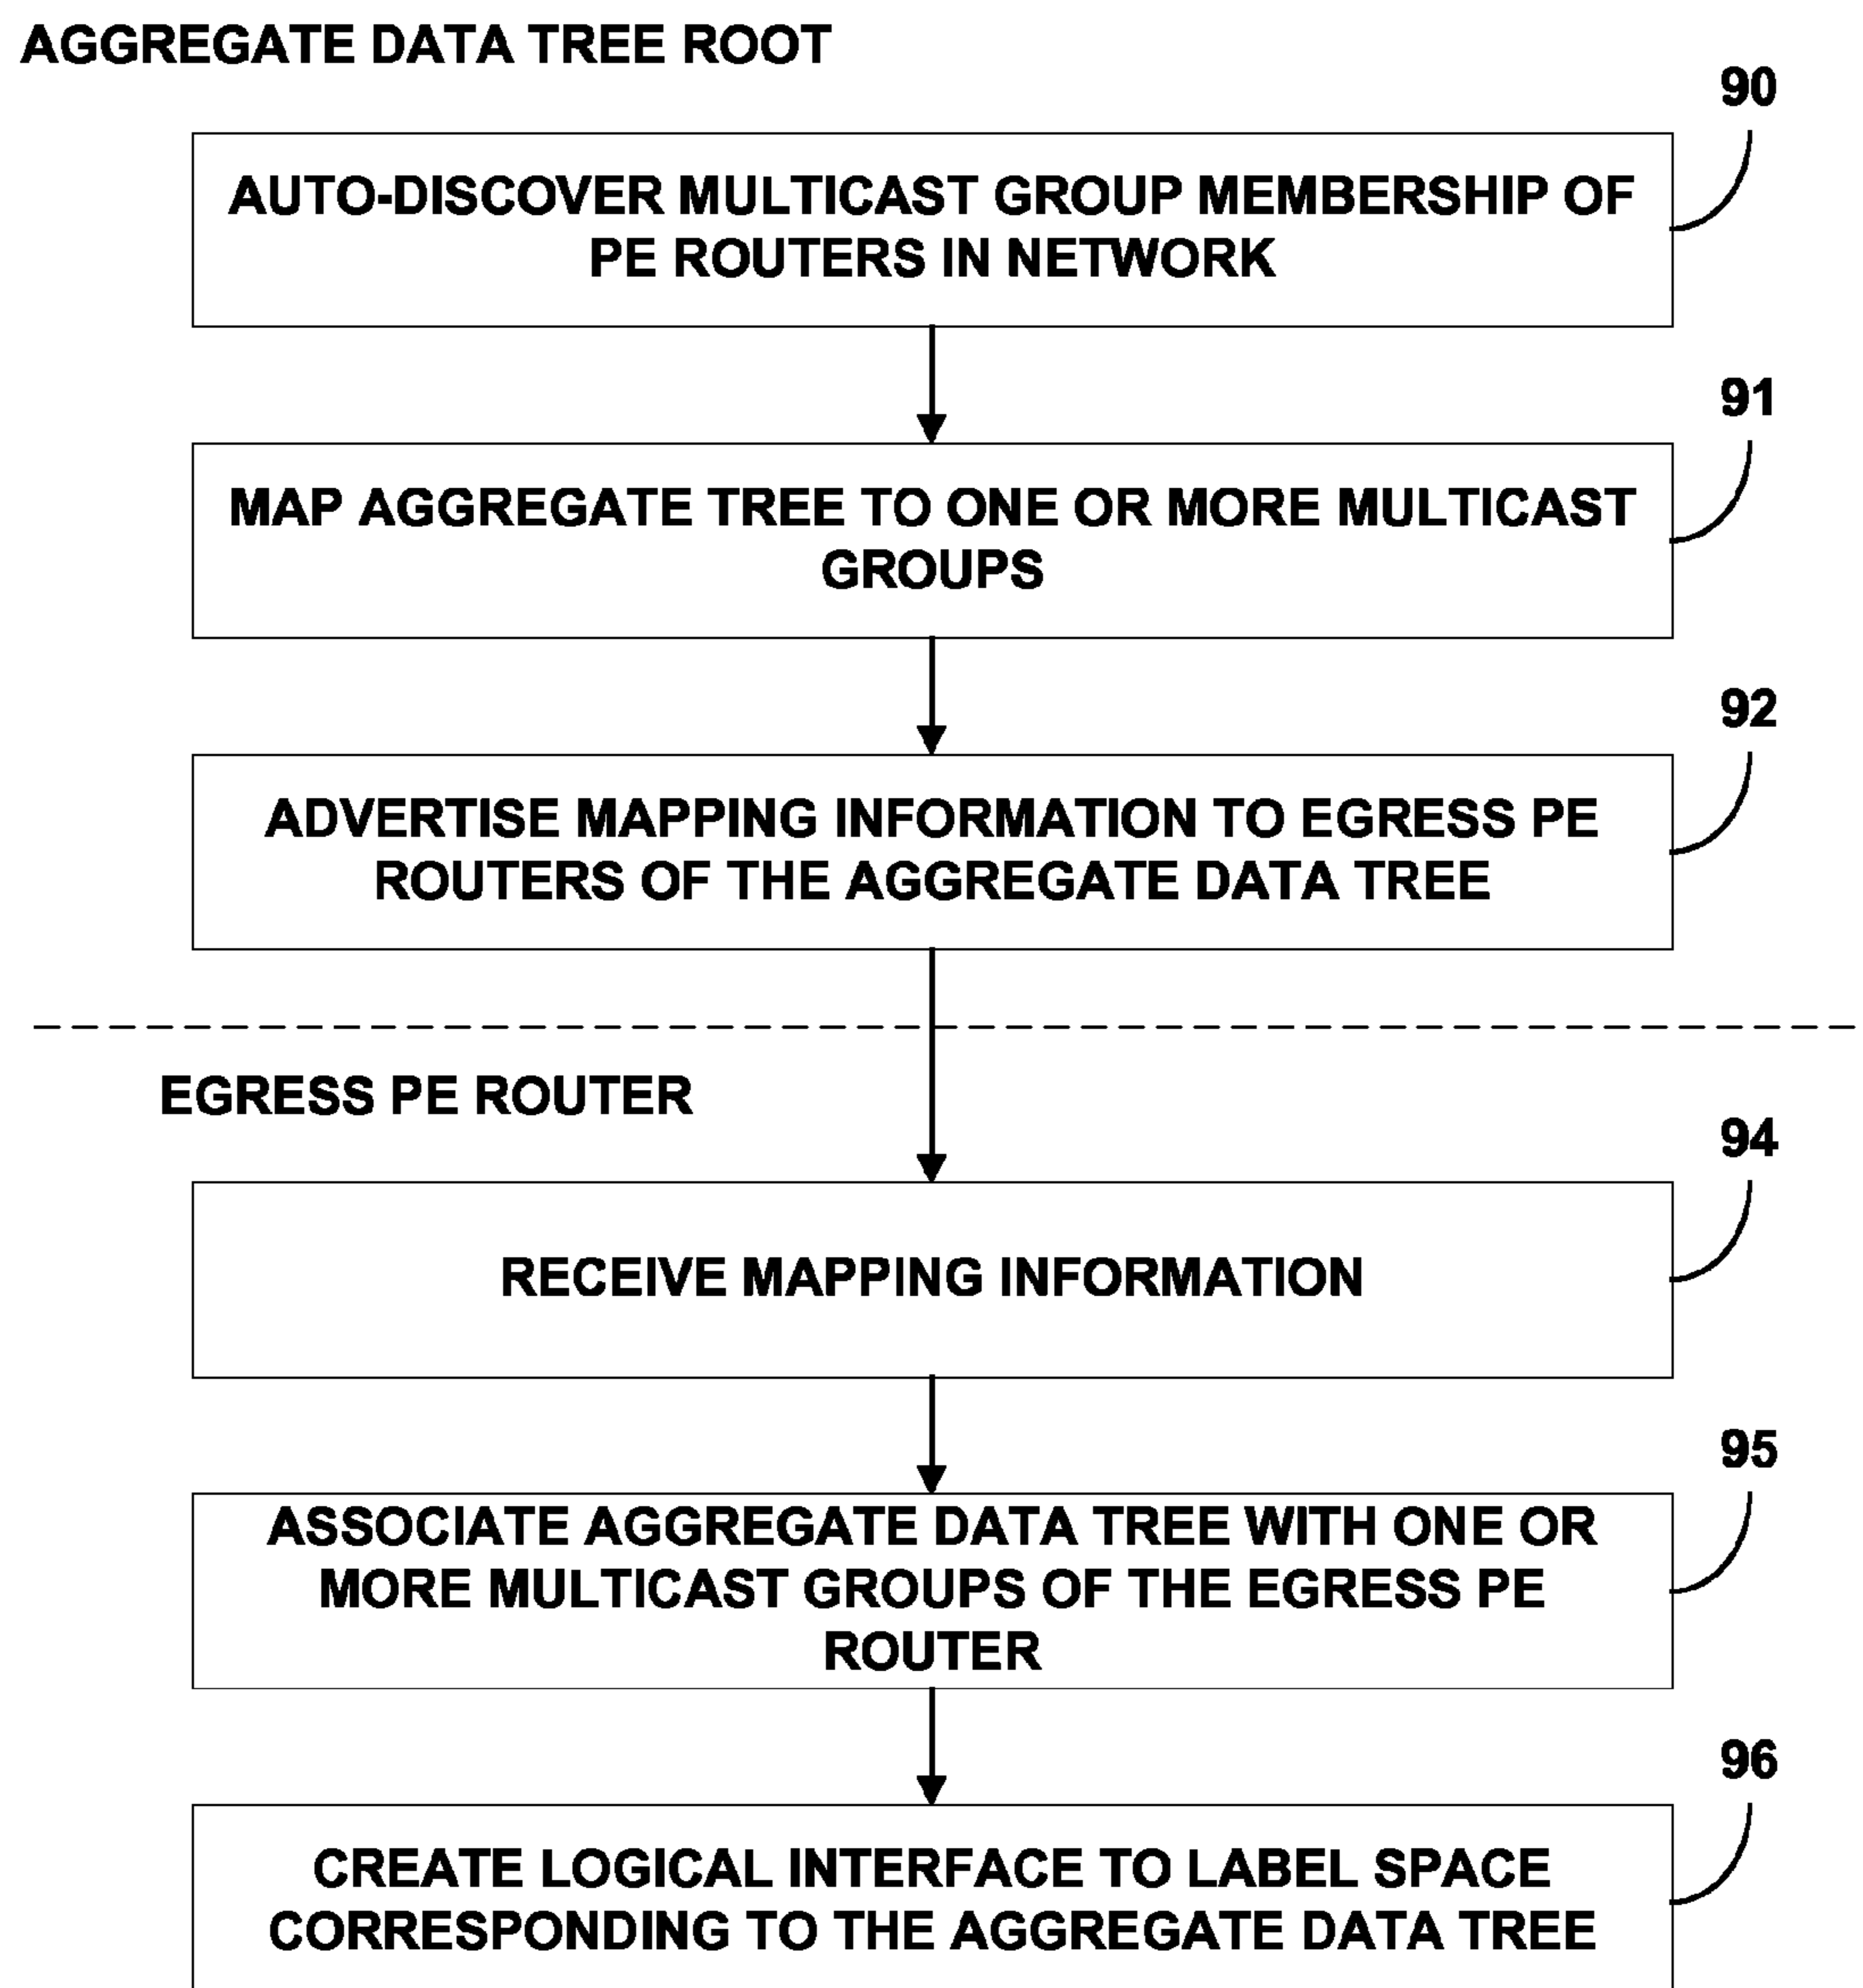 AGGREGATE DATA TREE ROOT
90
AUTO-DISCOVER MULTICAST GROUP MEMBERSHIP OF
PE ROUTERS IN NETWORK
91
MAP AGGREGATE TREE TO ONE OR MORE MULTICAST
GROUPS
92
ADVERTISE MAPPING INFORMATION TO EGRESS PE
ROUTERS OF THE AGGREGATE DATA TREE
EGRESS PE ROUTER
94
RECEIVE MAPPING INFORMATION
95
ASSOCIATE AGGREGATE DATA TREE WITH ONE OR
MORE MULTICAST GROUPS OF THE EGRESS PE
ROUTER
96
CREATE LOGICAL INTERFACE TO LABEL SPACE
CORRESPONDING TO THE AGGREGATE DATA TREE